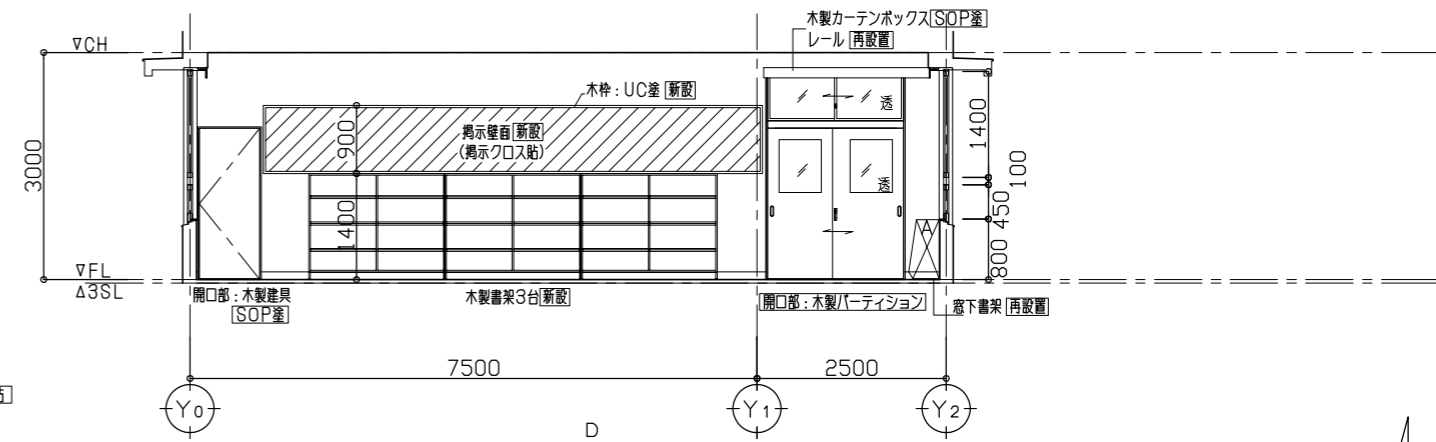 木製カーテンボックス SOP塗
レール 再設置
▽CH
木枠：UC塗 新設
透
掲示壁面 新設
(掲示クロス貼)
900
1400
3000
透
100
1400
450
A
800
▽FL
△3SL
開口部：木製建具
SOP塗
木製書架3台 新設
開口部：木製パーティション
窓下書架 再設置
7500
2500
Y0
Y1
Y2
D